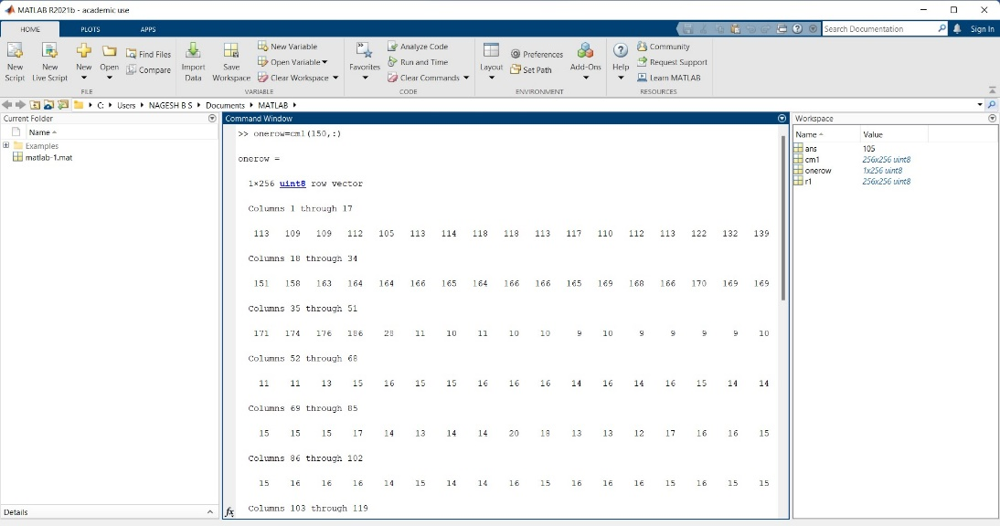 MATLAB R2021b - academic use
HOME PLOTS APPS Search Documentation Sign In
New Script New Live Script New Open Find Files Compare Import Data Save Workspace New Variable Open Variable Clear Workspace Favorites Analyze Code Run and Time Clear Commands Layout Preferences Set Path Add-Ons Help Community Request Support Learn MATLAB
FILE VARIABLE CODE ENVIRONMENT RESOURCES
C: Users NAGESH B S Documents MATLAB
Current Folder
Name
Examples
matlab-1.mat
Details
Command Window
>> onerow=cm1(150,:)
onerow =
1×256 uint8 row vector
Columns 1 through 17
113 109 109 112 105 113 114 118 118 113 117 110 112 113 122 132 139
Columns 18 through 34
151 158 163 164 164 166 165 164 166 166 165 169 168 166 170 169 169
Columns 35 through 51
171 174 176 186 28 11 10 11 10 10 9 10 9 9 9 9 10
Columns 52 through 68
11 11 13 15 16 15 15 16 16 16 14 16 14 16 15 14 14
Columns 69 through 85
15 15 15 17 14 13 14 14 20 18 13 13 12 17 16 16 15
Columns 86 through 102
15 16 16 16 14 15 14 14 16 15 16 16 16 15 16 15 15
fx Columns 103 through 119
Workspace
Name Value
ans 105
cm1 256x256 uint8
onerow 1x256 uint8
r1 256x256 uint8